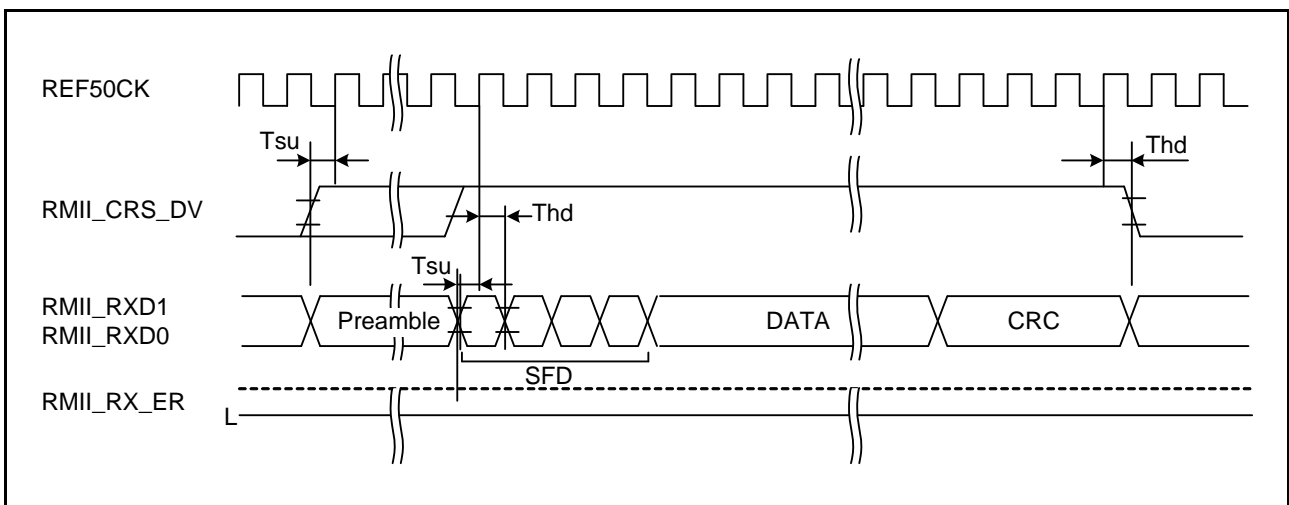 REF50CK
Tsu
Thd
RMII_CRS_DV
Thd
Tsu
RMII_RXD1
RMII_RXD0
Preamble
DATA
CRC
SFD
RMII_RX_ER
L